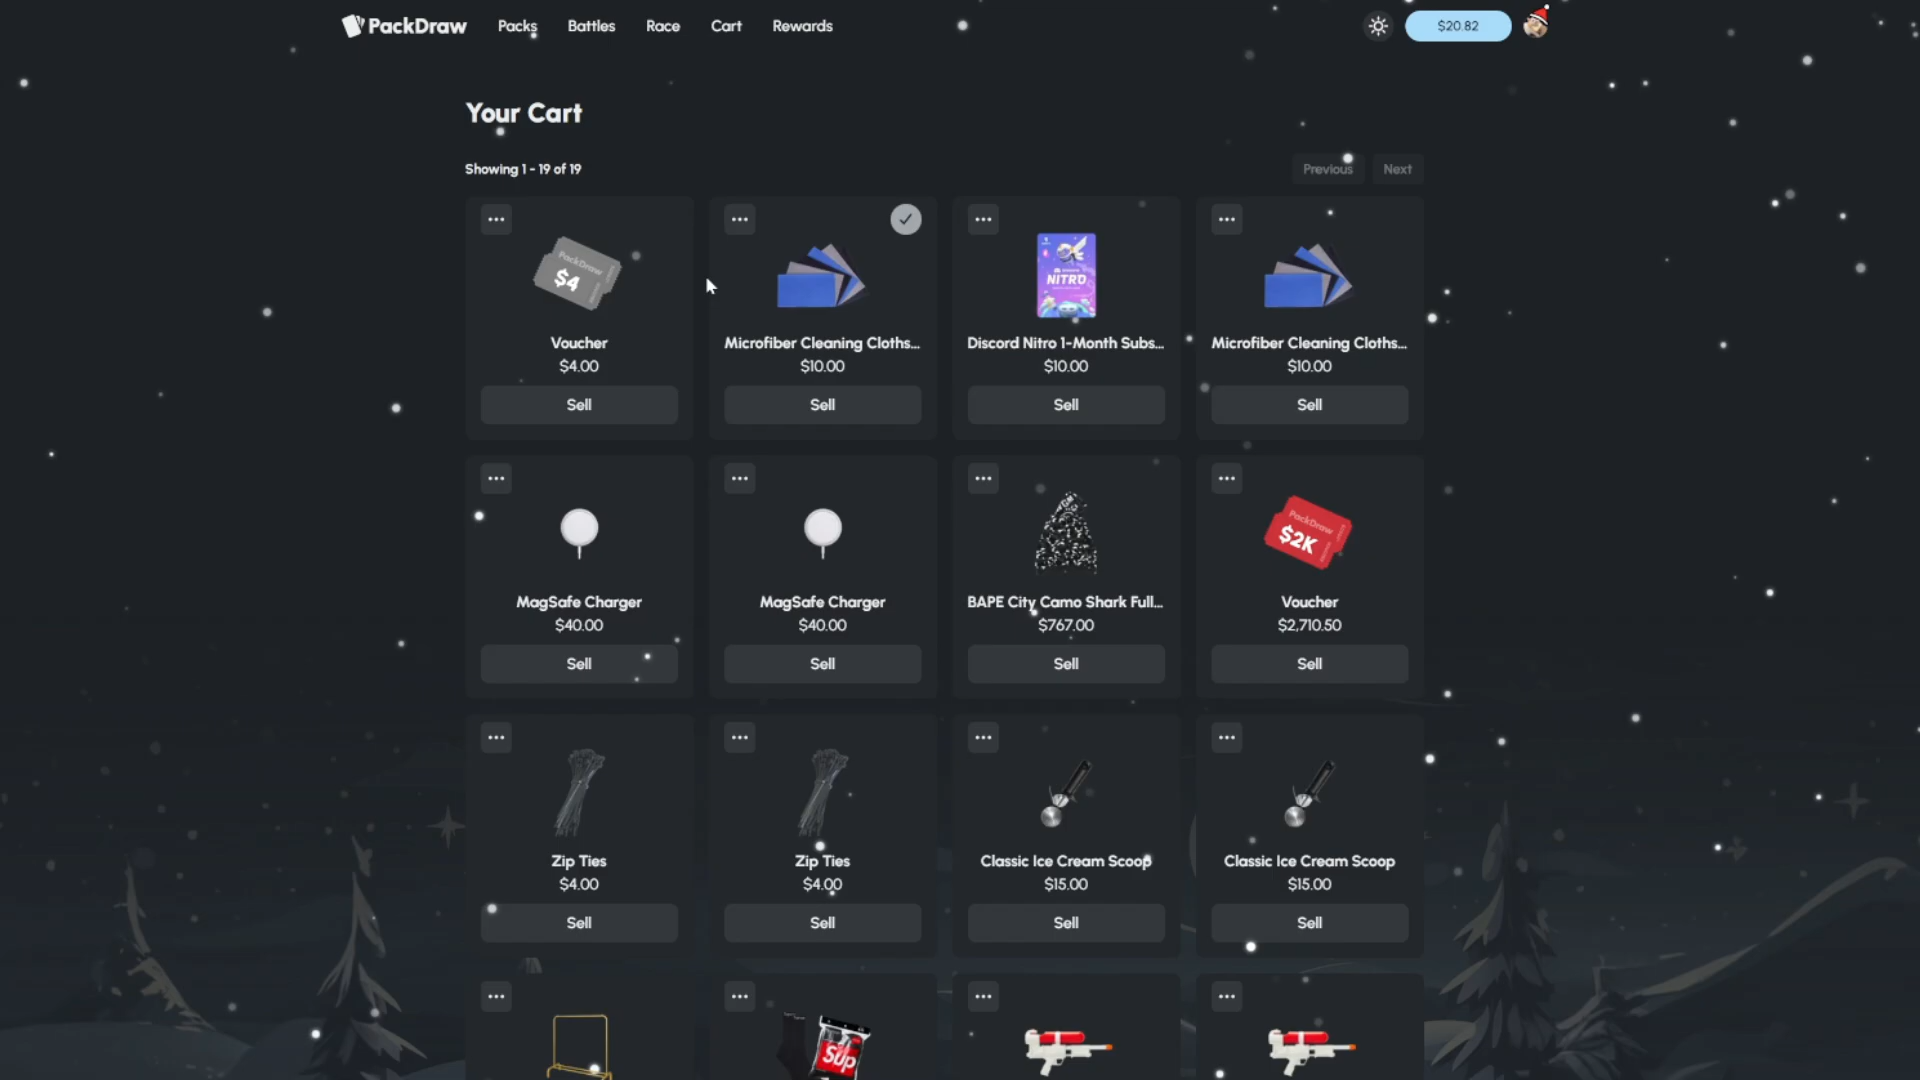 PackDraw
Packs
Battles
Race
Cart
Rewards
$20.82
Your Cart
Showing 1 - 19 of 19
Previous
Next
PackDraw
$4
NITRO
Voucher
Microfiber Cleaning Cloths...
Discord Nitro 1-Month Subs...
Microfiber Cleaning Cloths...
$4.00
$10.00
$10.00
$10.00
Sell
Sell
Sell
Sell
PackDraw
$2K
MagSafe Charger
MagSafe Charger
BAPE City Camo Shark Full...
Voucher
$40.00
$40.00
$767.00
$2,710.50
Sell
Sell
Sell
Sell
Zip Ties
Zip Ties
Classic Ice Cream Scoop
Classic Ice Cream Scoop
$4.00
$4.00
$15.00
$15.00
Sell
Sell
Sell
Sell
Sup